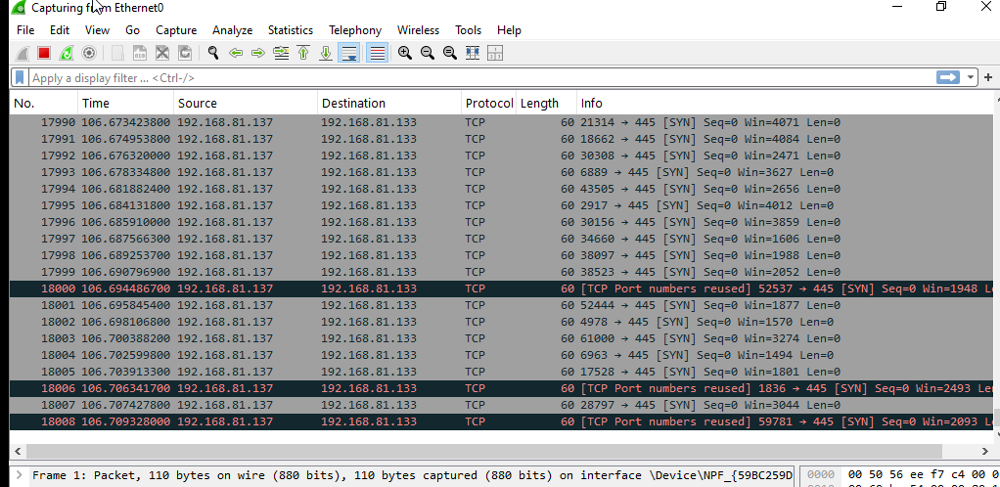 Capturing from Ethernet0
File Edit View Go Capture Analyze Statistics Telephony Wireless Tools Help
Apply a display filter ... <Ctrl-/>
No. Time Source Destination Protocol Length Info
17990 106.673423800 192.168.81.137 192.168.81.133 TCP 60 21314 → 445 [SYN] Seq=0 Win=4071 Len=0
17991 106.674953800 192.168.81.137 192.168.81.133 TCP 60 18662 → 445 [SYN] Seq=0 Win=4084 Len=0
17992 106.676320000 192.168.81.137 192.168.81.133 TCP 60 30308 → 445 [SYN] Seq=0 Win=2471 Len=0
17993 106.678334800 192.168.81.137 192.168.81.133 TCP 60 6889 → 445 [SYN] Seq=0 Win=3627 Len=0
17994 106.681882400 192.168.81.137 192.168.81.133 TCP 60 43505 → 445 [SYN] Seq=0 Win=2656 Len=0
17995 106.684131800 192.168.81.137 192.168.81.133 TCP 60 2917 → 445 [SYN] Seq=0 Win=4012 Len=0
17996 106.685910000 192.168.81.137 192.168.81.133 TCP 60 30156 → 445 [SYN] Seq=0 Win=3859 Len=0
17997 106.687566300 192.168.81.137 192.168.81.133 TCP 60 34660 → 445 [SYN] Seq=0 Win=1606 Len=0
17998 106.689253700 192.168.81.137 192.168.81.133 TCP 60 38097 → 445 [SYN] Seq=0 Win=1988 Len=0
17999 106.690796900 192.168.81.137 192.168.81.133 TCP 60 38523 → 445 [SYN] Seq=0 Win=2052 Len=0
18000 106.694486700 192.168.81.137 192.168.81.133 TCP 60 [TCP Port numbers reused] 52537 → 445 [SYN] Seq=0 Win=1948 L
18001 106.695845400 192.168.81.137 192.168.81.133 TCP 60 52444 → 445 [SYN] Seq=0 Win=1877 Len=0
18002 106.698106800 192.168.81.137 192.168.81.133 TCP 60 4978 → 445 [SYN] Seq=0 Win=1570 Len=0
18003 106.700388200 192.168.81.137 192.168.81.133 TCP 60 61000 → 445 [SYN] Seq=0 Win=3274 Len=0
18004 106.702599800 192.168.81.137 192.168.81.133 TCP 60 6963 → 445 [SYN] Seq=0 Win=1494 Len=0
18005 106.703913300 192.168.81.137 192.168.81.133 TCP 60 17528 → 445 [SYN] Seq=0 Win=1801 Len=0
18006 106.706341700 192.168.81.137 192.168.81.133 TCP 60 [TCP Port numbers reused] 1836 → 445 [SYN] Seq=0 Win=2493 Le
18007 106.707427800 192.168.81.137 192.168.81.133 TCP 60 28797 → 445 [SYN] Seq=0 Win=3044 Len=0
18008 106.709328000 192.168.81.137 192.168.81.133 TCP 60 [TCP Port numbers reused] 59781 → 445 [SYN] Seq=0 Win=2093 L
Frame 1: Packet, 110 bytes on wire (880 bits), 110 bytes captured (880 bits) on interface \Device\NPF_{59BC259D
0000 00 50 56 ee f7 c4 00 0